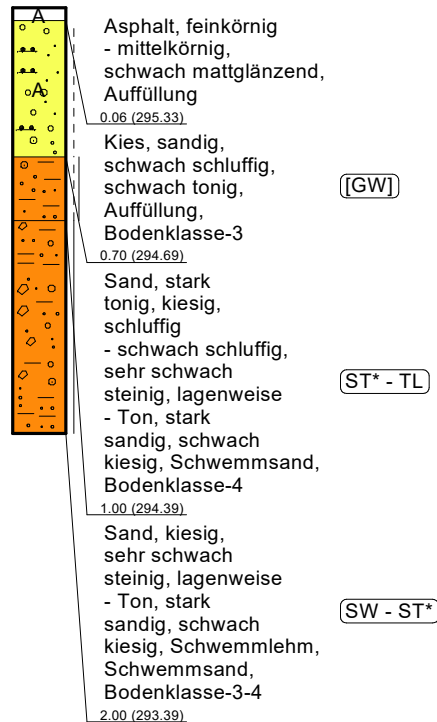 A
Asphalt, feinkörnig
- mittelkörnig,
schwach mattglänzend,
Auffüllung
0.06 (295.33)
A
Kies, sandig,
schwach schluffig,
schwach tonig,
Auffüllung,
Bodenklasse-3
[GW]
0.70 (294.69)
Sand, stark
tonig, kiesig,
schluffig
- schwach schluffig,
sehr schwach
steinig, lagenweise
- Ton, stark
sandig, schwach
kiesig, Schwemmsand,
Bodenklasse-4
ST* - TL
1.00 (294.39)
Sand, kiesig,
sehr schwach
steinig, lagenweise
- Ton, stark
sandig, schwach
kiesig, Schwemmlehm,
Schwemmsand,
Bodenklasse-3-4
SW - ST*
2.00 (293.39)